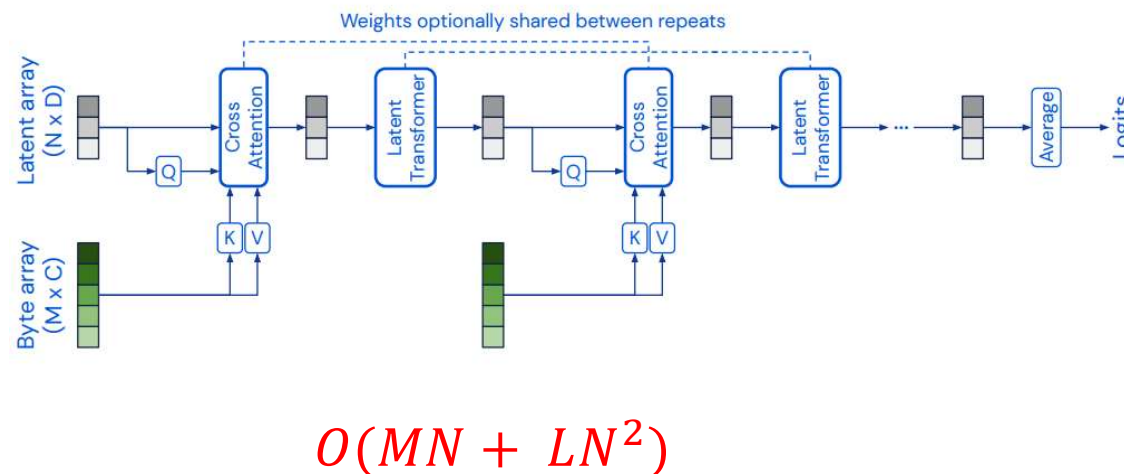 Weights optionally shared between repeats
Latent array
(N x D)
Cross
Attention
Latent
Transformer
Cross
Attention
Latent
Transformer
...
Average
Logits
Q
Q
K V
K V
Byte array
(M x C)
O(MN + LN²)